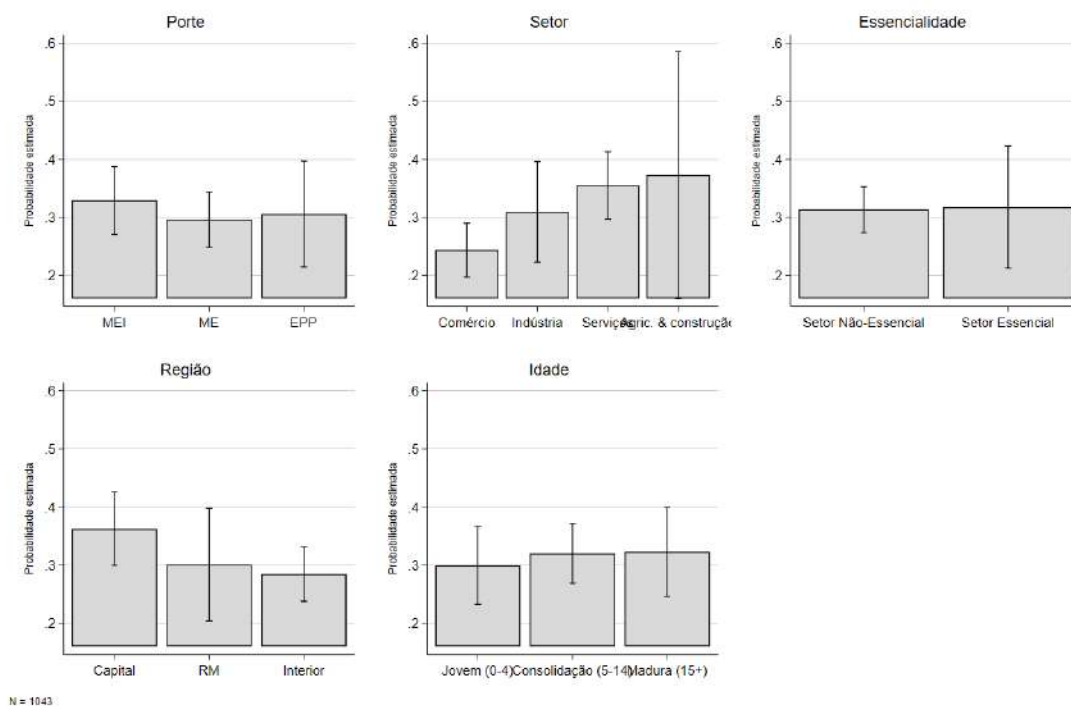 Porte
Probabilidade estimada
.6
.5
.4
.3
.2
MEI ME EPP
Setor
Probabilidade estimada
.6
.5
.4
.3
.2
Comércio Indústria Serviços Agric. & construção
Essencialidade
Probabilidade estimada
.6
.5
.4
.3
.2
Setor Não-Essencial Setor Essencial
Região
Probabilidade estimada
.6
.5
.4
.3
.2
Capital RM Interior
Idade
Probabilidade estimada
.6
.5
.4
.3
.2
Jovem (0-4) Consolidação (5-14) Madura (15+)
N = 1043